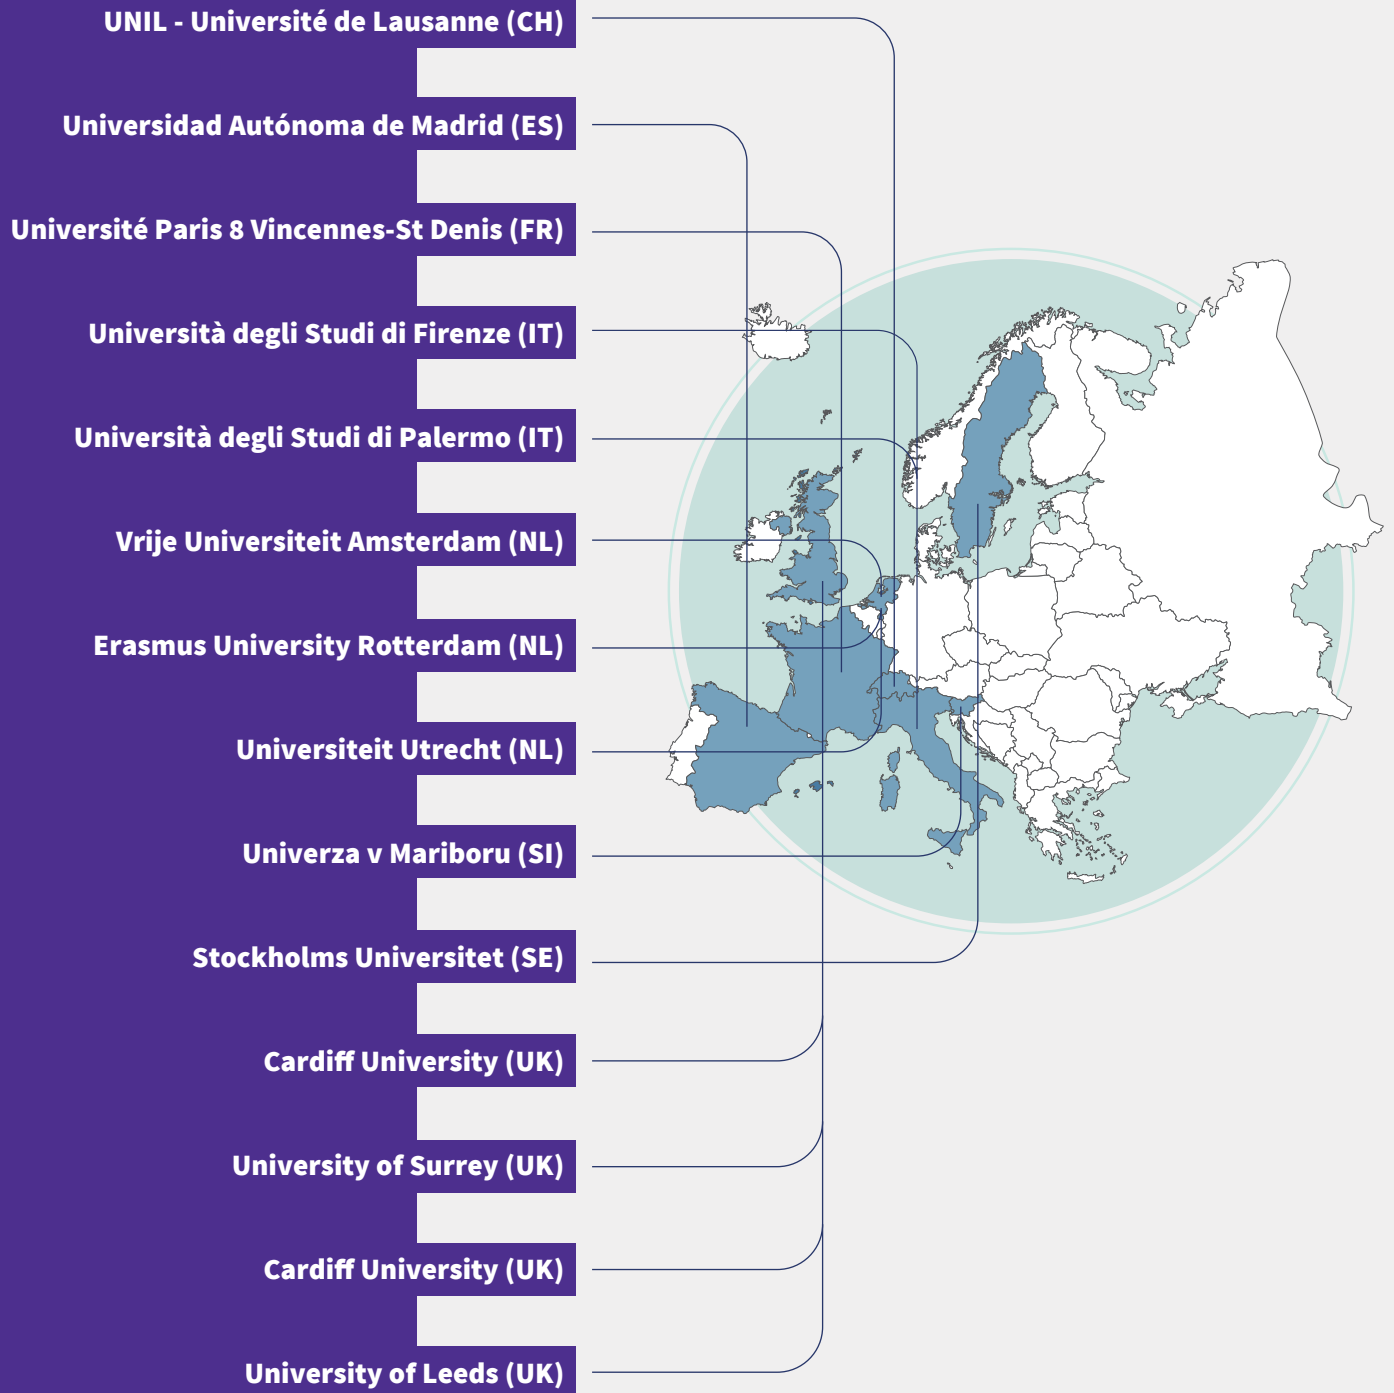 UNIL - Université de Lausanne (CH)
Universidad Autónoma de Madrid (ES)
Université Paris 8 Vincennes-St Denis (FR)
Università degli Studi di Firenze (IT)
Università degli Studi di Palermo (IT)
Vrije Universiteit Amsterdam (NL)
Erasmus University Rotterdam (NL)
Universiteit Utrecht (NL)
Univerza v Mariboru (SI)
Stockholms Universitet (SE)
Cardiff University (UK)
University of Surrey (UK)
Cardiff University (UK)
University of Leeds (UK)